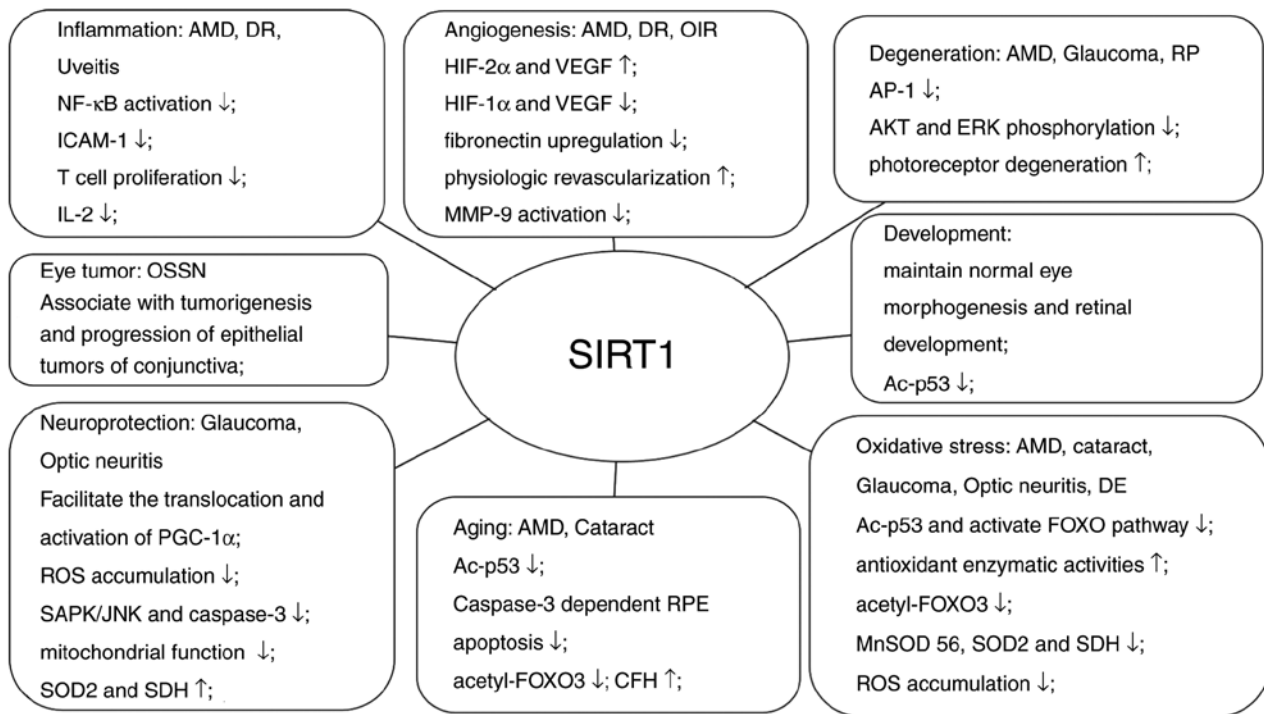 Inflammation: AMD, DR,
Uveitis
NF-κB activation ↓;
ICAM-1 ↓;
T cell proliferation ↓;
IL-2 ↓;
Angiogenesis: AMD, DR, OIR
HIF-2α and VEGF ↑;
HIF-1α and VEGF ↓;
fibronectin upregulation ↓;
physiologic revascularization ↑;
MMP-9 activation ↓;
Degeneration: AMD, Glaucoma, RP
AP-1 ↓;
AKT and ERK phosphorylation ↓;
photoreceptor degeneration ↑;
Eye tumor: OSSN
Associate with tumorigenesis
and progression of epithelial
tumors of conjunctiva;
SIRT1
Development:
maintain normal eye
morphogenesis and retinal
development;
Ac-p53 ↓;
Neuroprotection: Glaucoma,
Optic neuritis
Facilitate the translocation and
activation of PGC-1α;
ROS accumulation ↓;
SAPK/JNK and caspase-3 ↓;
mitochondrial function ↓;
SOD2 and SDH ↑;
Aging: AMD, Cataract
Ac-p53 ↓;
Caspase-3 dependent RPE
apoptosis ↓;
acetyl-FOXO3 ↓; CFH ↑;
Oxidative stress: AMD, cataract,
Glaucoma, Optic neuritis, DE
Ac-p53 and activate FOXO pathway ↓;
antioxidant enzymatic activities ↑;
acetyl-FOXO3 ↓;
MnSOD 56, SOD2 and SDH ↓;
ROS accumulation ↓;